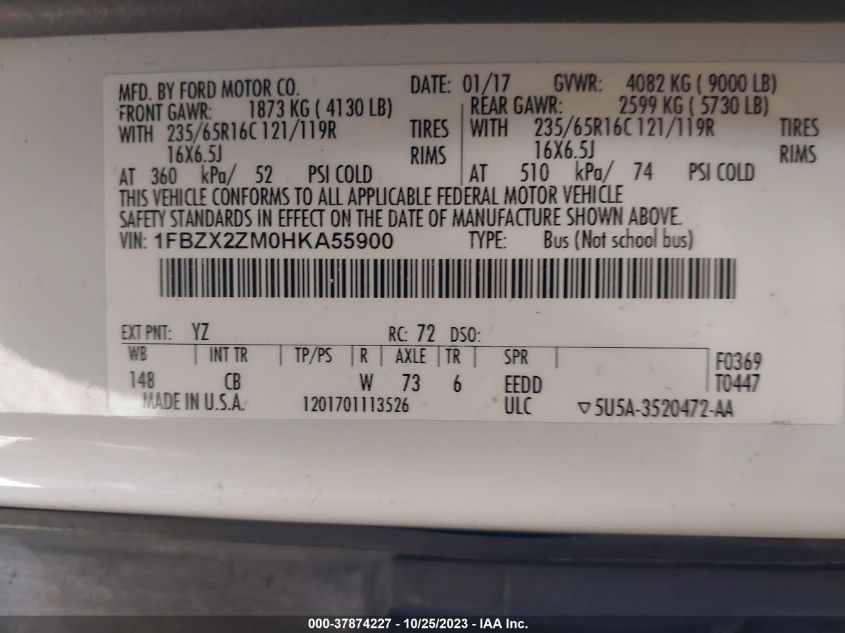 MFD. BY FORD MOTOR CO. DATE: 01/17 GVWR: 4082 KG ( 9000 LB)
FRONT GAWR: 1873 KG ( 4130 LB) REAR GAWR: 2599 KG ( 5730 LB)
WITH 235/65R16C 121/119R TIRES WITH 235/65R16C 121/119R TIRES
16X6.5J RIMS 16X6.5J RIMS
AT 360 kPa/ 52 PSI COLD AT 510 kPa/ 74 PSI COLD
THIS VEHICLE CONFORMS TO ALL APPLICABLE FEDERAL MOTOR VEHICLE
SAFETY STANDARDS IN EFFECT ON THE DATE OF MANUFACTURE SHOWN ABOVE.
VIN: 1FBZX2ZM0HKA55900 TYPE: Bus (Not school bus)
EXT PNT: YZ RC: 72 DSO:
WB INT TR TP/PS R AXLE TR SPR F0369
148 CB W 73 6 EEDD T0447
MADE IN U.S.A. 1201701113526 ULC ▽5U5A-3520472-AA
000-37874227 - 10/25/2023 - IAAI.com.